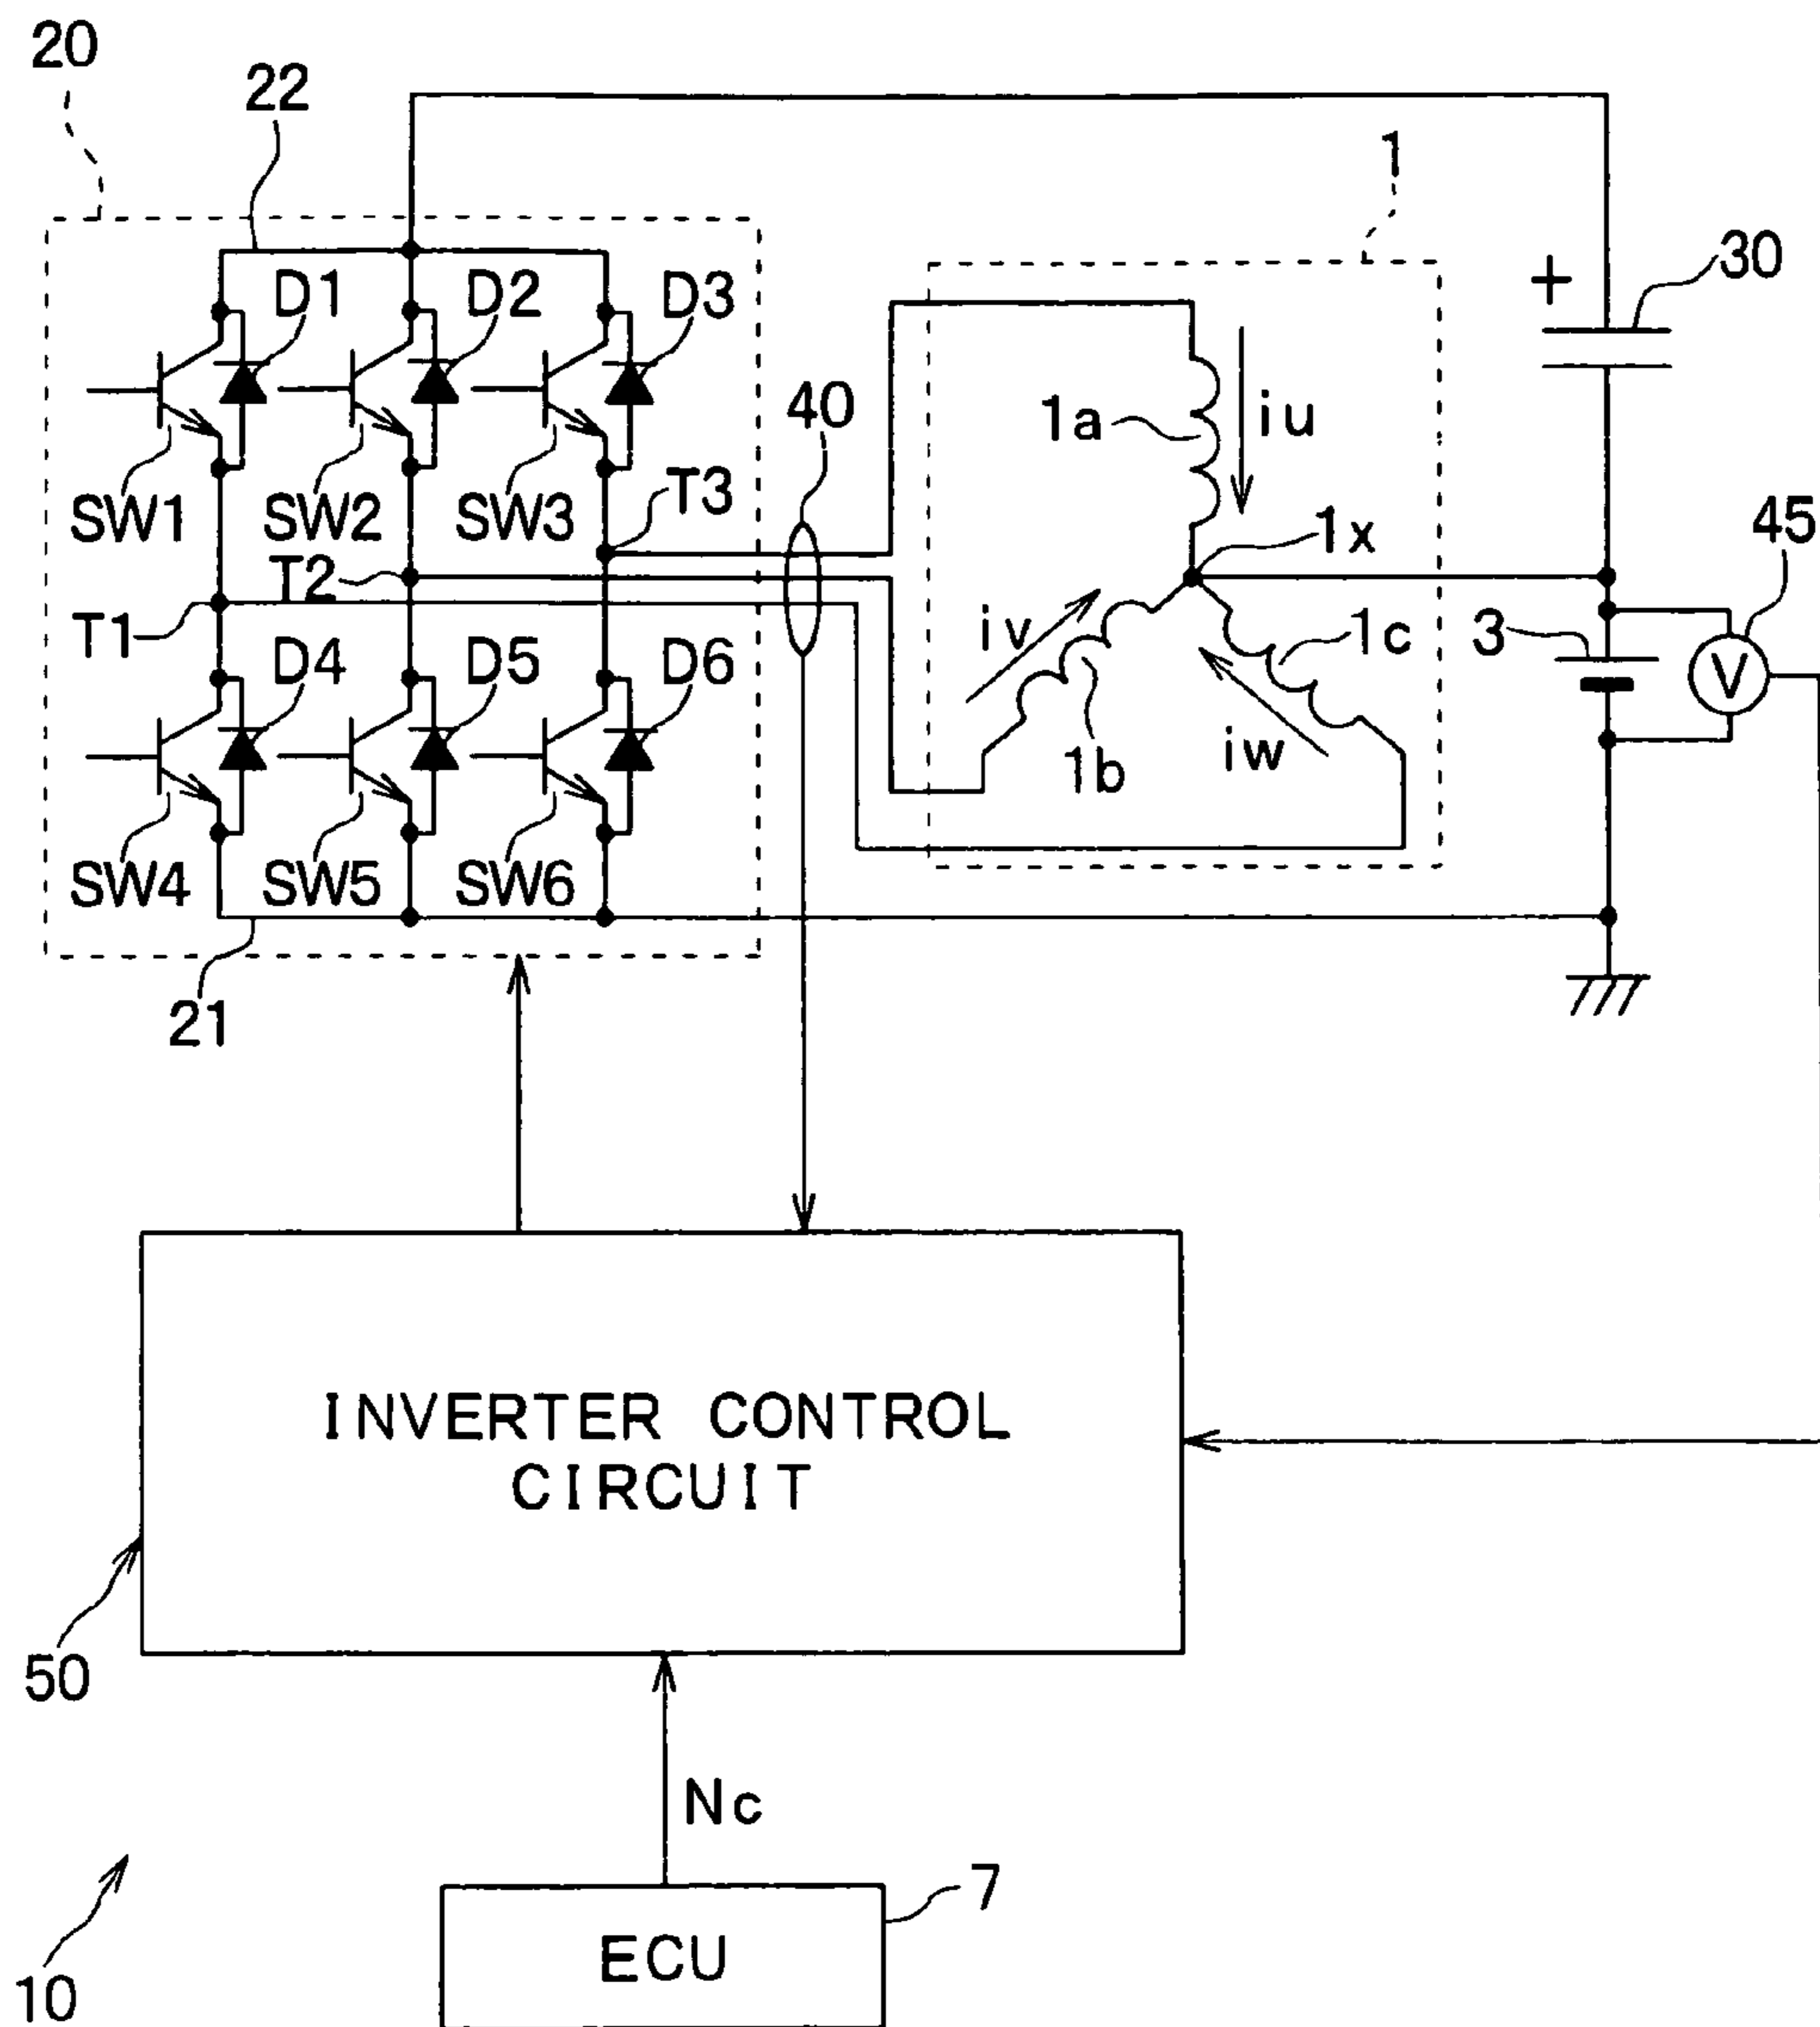 20
22
1
D1
D2
D3
+
30
40
1a
iu
SW1
SW2
SW3
T3
1x
45
T2
T1
iv
1c
3
V
D4
D5
D6
1b
iw
SW4
SW5
SW6
21
INVERTER CONTROL
CIRCUIT
50
Nc
7
ECU
10